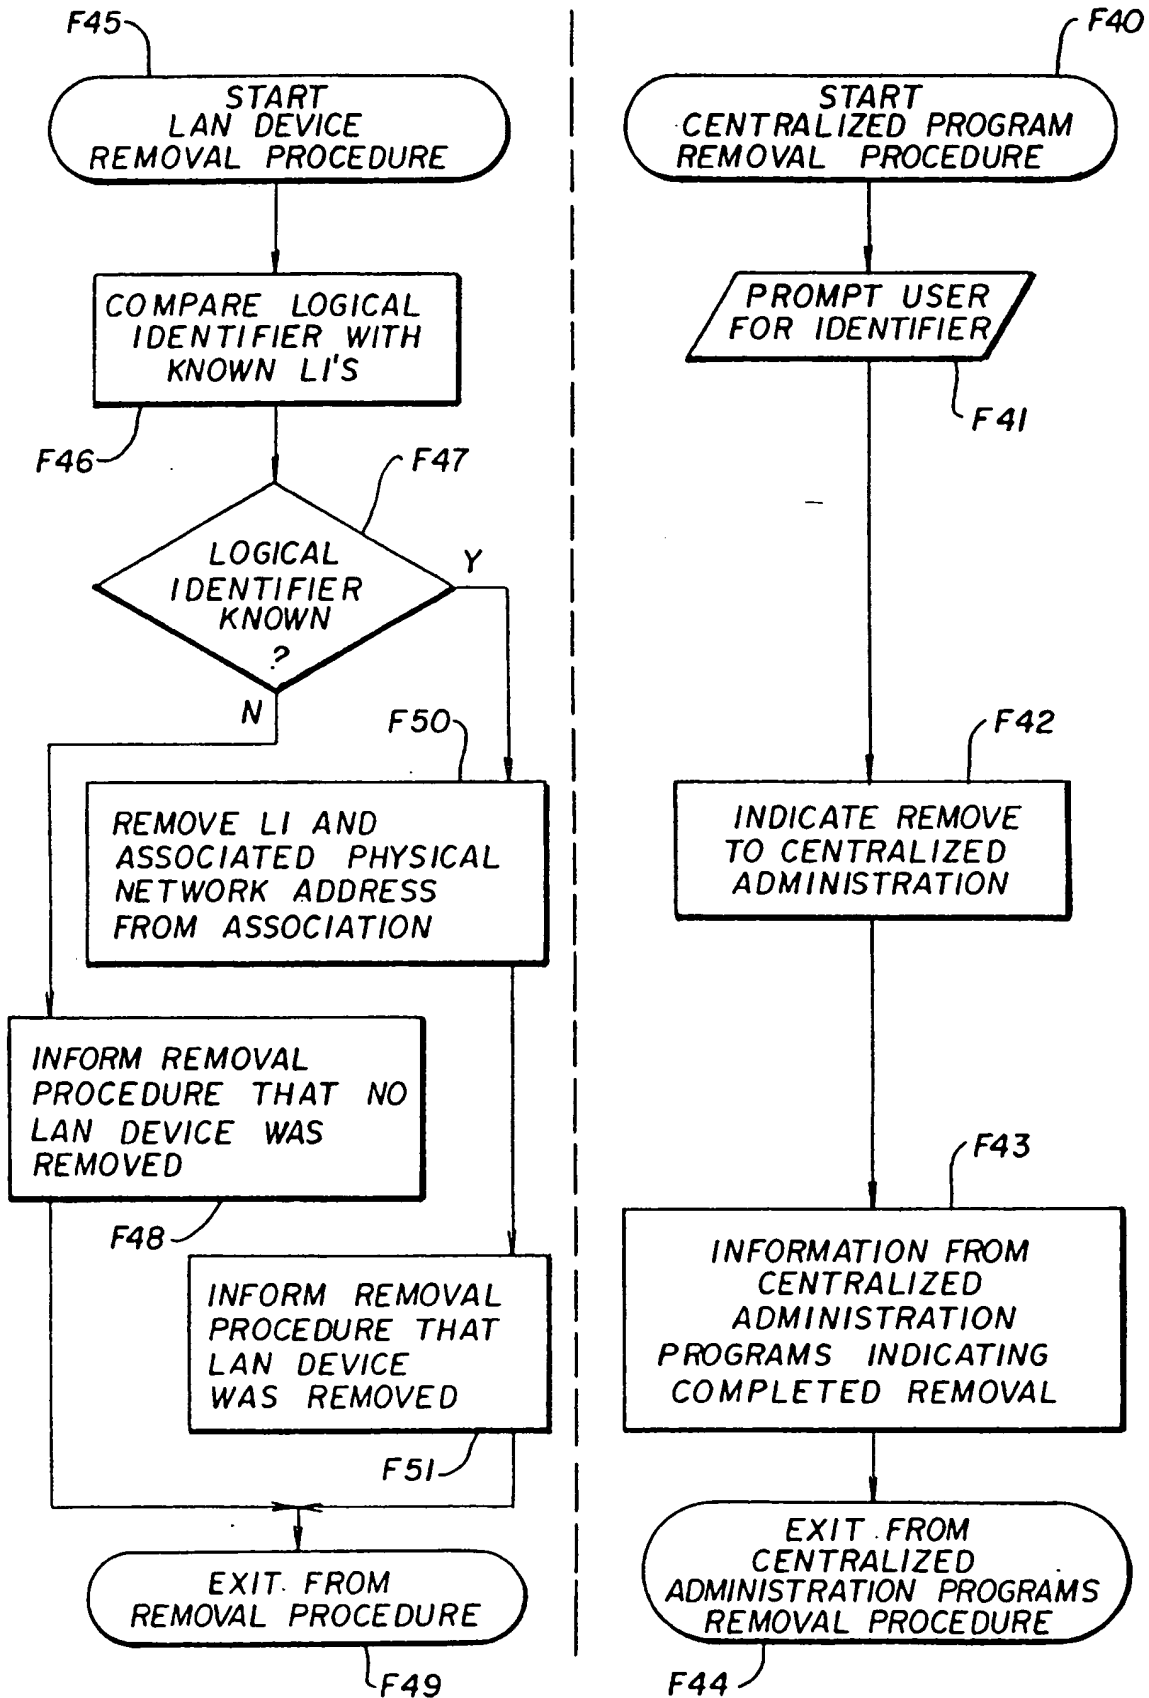 F45
START
LAN DEVICE
REMOVAL PROCEDURE
COMPARE LOGICAL
IDENTIFIER WITH
KNOWN LI'S
F46
F47
LOGICAL
IDENTIFIER
KNOWN
?
Y
N
F50
REMOVE LI AND
ASSOCIATED PHYSICAL
NETWORK ADDRESS
FROM ASSOCIATION
INFORM REMOVAL
PROCEDURE THAT NO
LAN DEVICE WAS
REMOVED
F48
INFORM REMOVAL
PROCEDURE THAT
LAN DEVICE
WAS REMOVED
F51
EXIT FROM
REMOVAL PROCEDURE
F49
F40
START
CENTRALIZED PROGRAM
REMOVAL PROCEDURE
PROMPT USER
FOR IDENTIFIER
F41
F42
INDICATE REMOVE
TO CENTRALIZED
ADMINISTRATION
F43
INFORMATION FROM
CENTRALIZED
ADMINISTRATION
PROGRAMS INDICATING
COMPLETED REMOVAL
EXIT FROM
CENTRALIZED
ADMINISTRATION PROGRAMS
REMOVAL PROCEDURE
F44